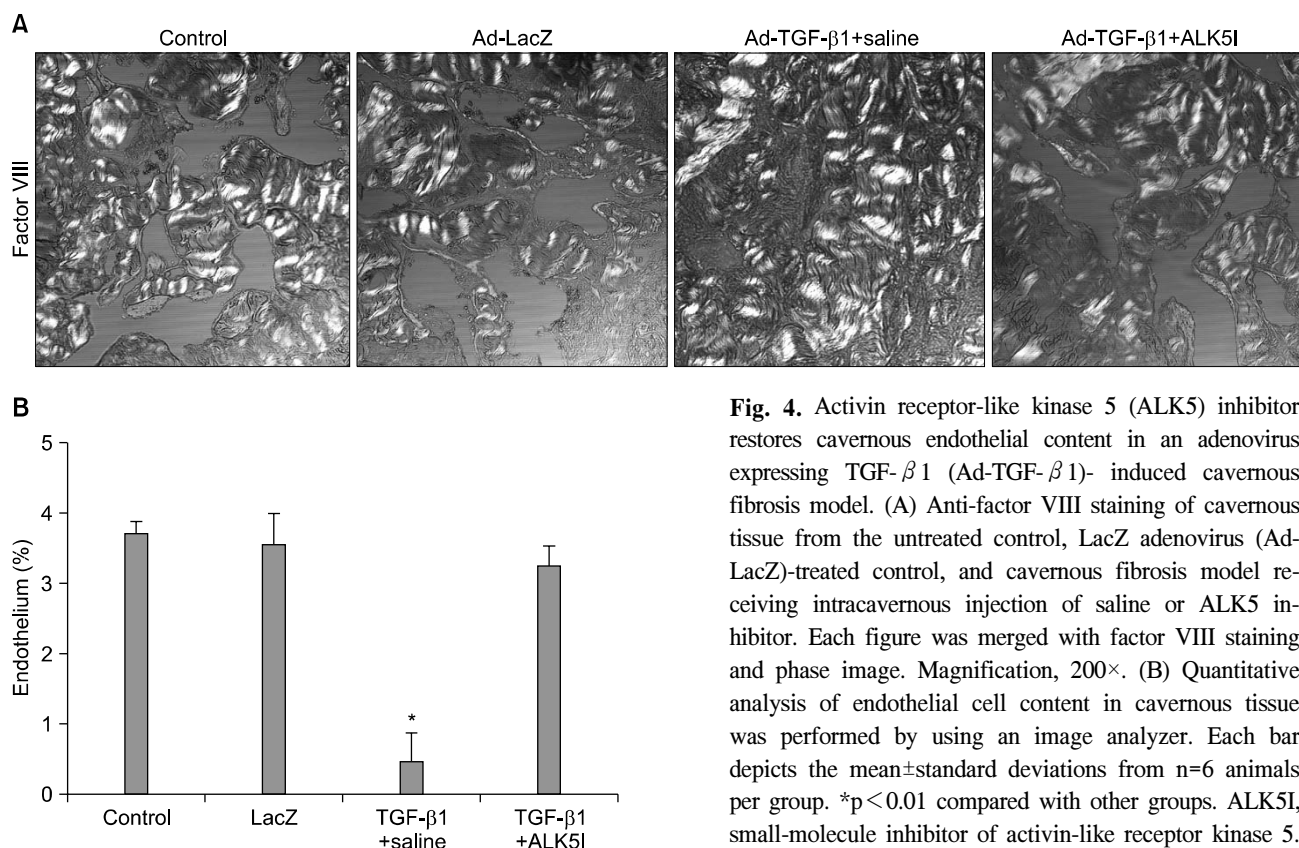 A
Control
Ad-LacZ
Ad-TGF-β1+saline
Ad-TGF-β1+ALK5I
Factor VIII
B
Endothelium (%)
5
4
3
2
1
0
*
Control
LacZ
TGF-β1
+saline
TGF-β1
+ALK5I
Fig. 4. Activin receptor-like kinase 5 (ALK5) inhibitor
restores cavernous endothelial content in an adenovirus
expressing TGF-β1 (Ad-TGF-β1)- induced cavernous
fibrosis model. (A) Anti-factor VIII staining of cavernous
tissue from the untreated control, LacZ adenovirus (Ad-
LacZ)-treated control, and cavernous fibrosis model re-
ceiving intracavernous injection of saline or ALK5 in-
hibitor. Each figure was merged with factor VIII staining
and phase image. Magnification, 200×. (B) Quantitative
analysis of endothelial cell content in cavernous tissue
was performed by using an image analyzer. Each bar
depicts the mean±standard deviations from n=6 animals
per group. *p<0.01 compared with other groups. ALK5I,
small-molecule inhibitor of activin-like receptor kinase 5.